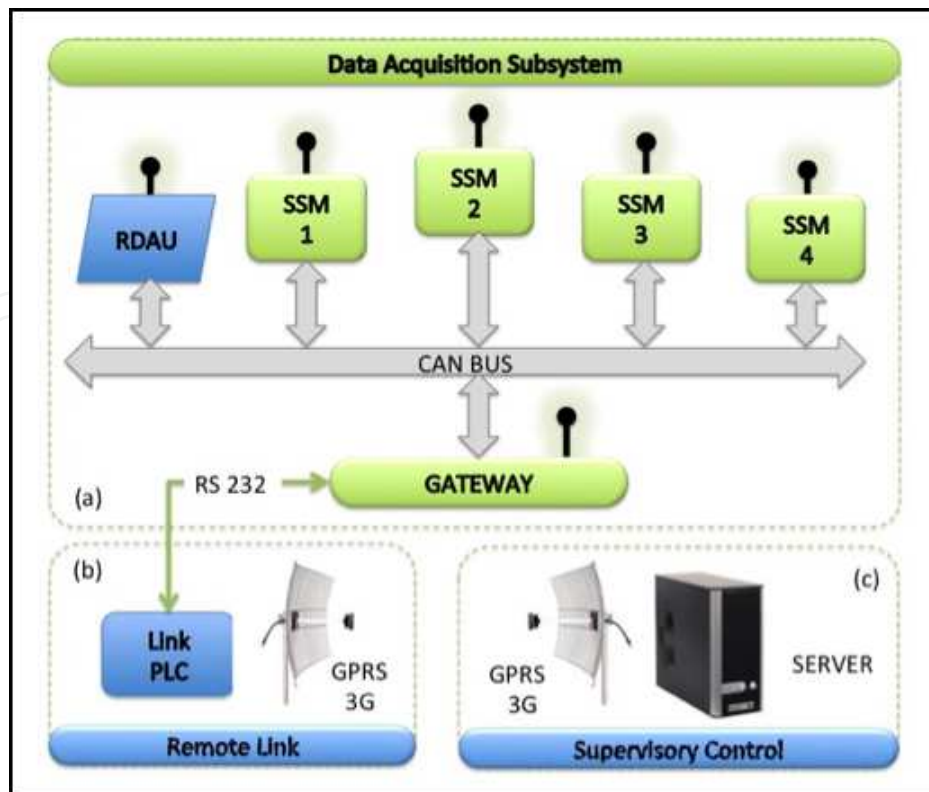 Data Acquisition Subsystem
RDAU
SSM
1
SSM
2
SSM
3
SSM
4
CAN BUS
GATEWAY
RS 232
(a)
(b)
Link
PLC
GPRS
3G
Remote Link
(c)
GPRS
3G
SERVER
Supervisory Control